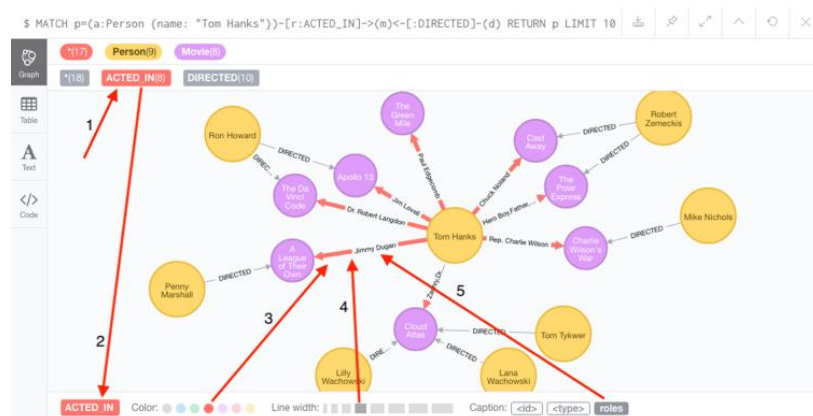 $ MATCH p=(a:Person {name: "Tom Hanks"})-[r:ACTED_IN]->(m)<-[:DIRECTED]-(d) RETURN p LIMIT 10
*(17) Person(9) Movie(8)
Graph
*(18) ACTED_IN(8) DIRECTED(10)
Table
Text
Code
1
2
3
4
5
The
Green
Mile
Robert
Zemeckis
Ron Howard
DIRECTED
DIREC...
Cast
Away
DIRECTED
DIRECTED
Paul Edgecomb
Chuck Noland
Apollo 13
Jim Lovell
The Da
Vinci
Code
Dr. Robert Langdon
The
Polar
Express
Hero Boy,Father,...
Mike Nichols
DIRECTED
Tom Hanks
Rep. Charlie Wilson
Charlie
Wilson's
War
A
League
of Their
Own
Jimmy Dugan
Penny
Marshall
DIRECTED
Zachry,Dr....
Cloud
Atlas
DIRECTED
Tom Tykwer
DIRE...
DIRECTED
Lilly
Wachowski
Lana
Wachowski
ACTED_IN Color: Line width: Caption: <id> <type> roles